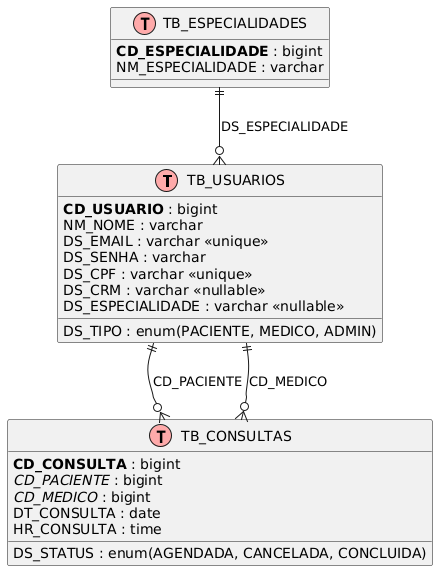 T TB_ESPECIALIDADES
CD_ESPECIALIDADE : bigint
NM_ESPECIALIDADE : varchar
DS_ESPECIALIDADE
T TB_USUARIOS
CD_USUARIO : bigint
NM_NOME : varchar
DS_EMAIL : varchar «unique»
DS_SENHA : varchar
DS_CPF : varchar «unique»
DS_CRM : varchar «nullable»
DS_ESPECIALIDADE : varchar «nullable»
DS_TIPO : enum(PACIENTE, MEDICO, ADMIN)
CD_PACIENTE CD_MEDICO
T TB_CONSULTAS
CD_CONSULTA : bigint
CD_PACIENTE : bigint
CD_MEDICO : bigint
DT_CONSULTA : date
HR_CONSULTA : time
DS_STATUS : enum(AGENDADA, CANCELADA, CONCLUIDA)